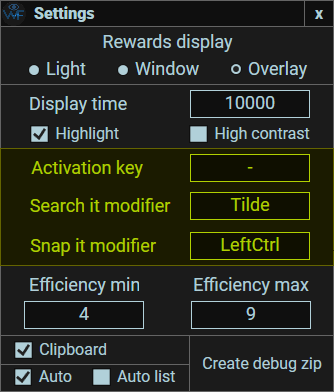 Settings x
Rewards display
Light Window Overlay
Display time 10000
Highlight High contrast
Activation key -
Search it modifier Tilde
Snap it modifier LeftCtrl
Efficiency min Efficiency max
4 9
Clipboard
Auto Auto list
Create debug zip